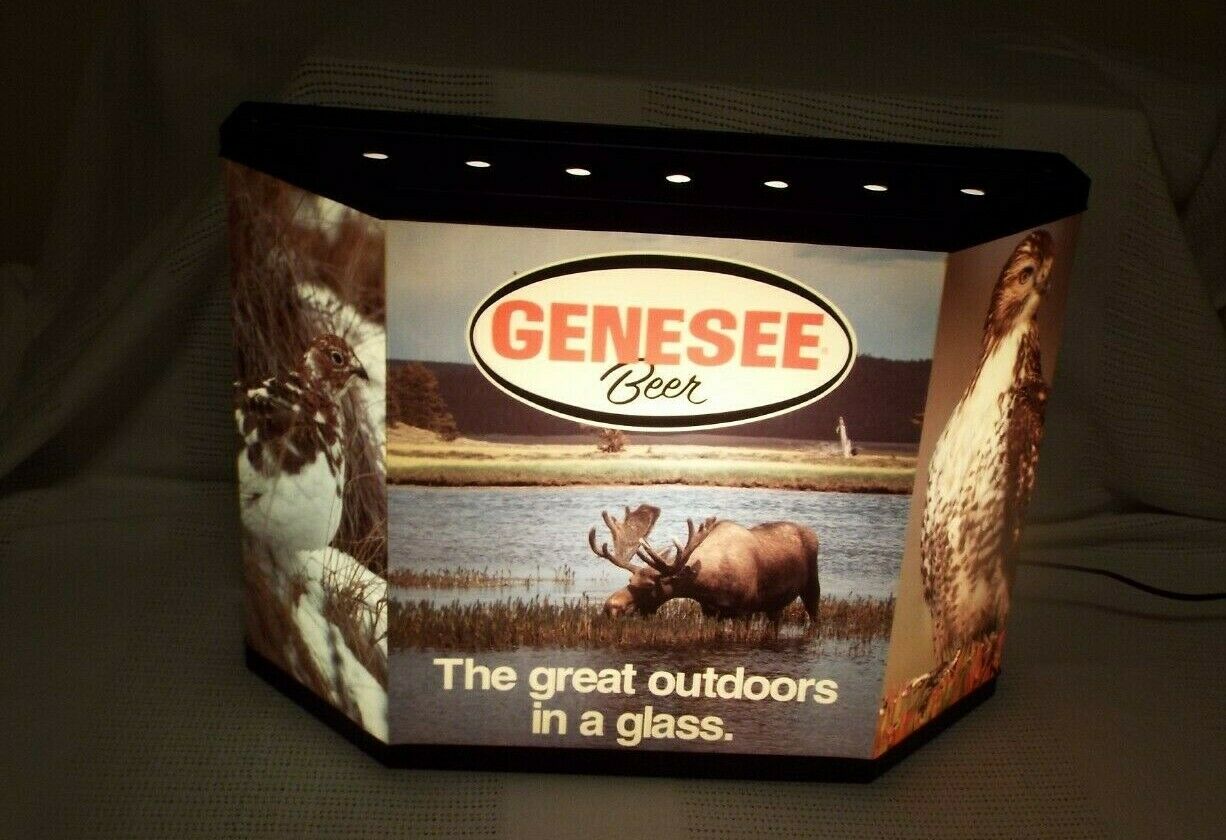 GENESEE
Beer
The great outdoors
in a glass.